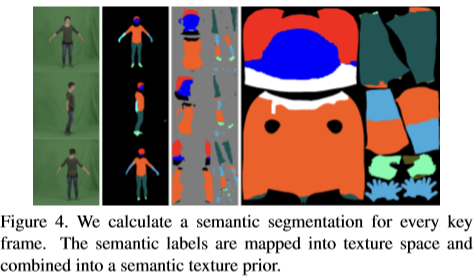 Figure 4. We calculate a semantic segmentation for every key
frame. The semantic labels are mapped into texture space and
combined into a semantic texture prior.